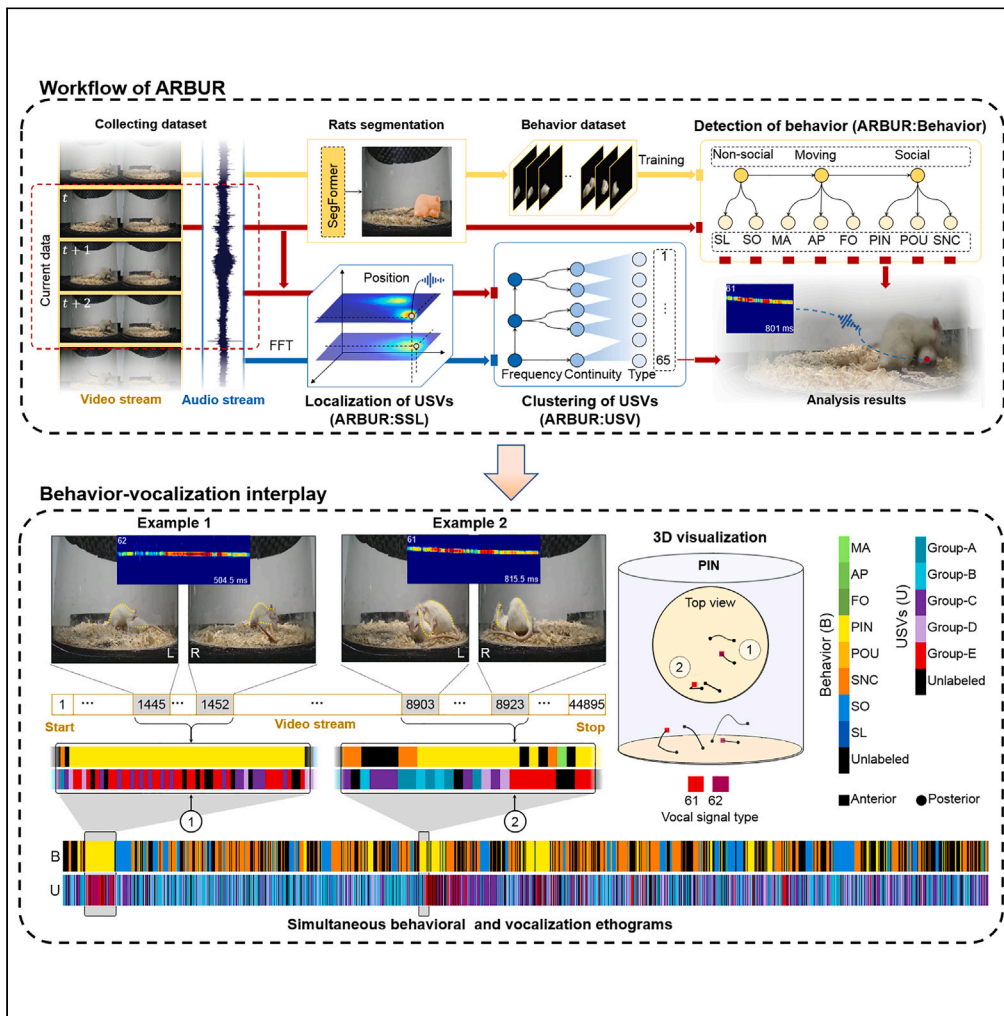 Workflow of ARBUR
Collecting dataset
Rats segmentation
Behavior dataset
Detection of behavior (ARBUR:Behavior)
Current data
t
t + 1
t + 2
SegFormer
Training
Non-social
Moving
Social
SL
SO
MA
AP
FO
PIN
POU
SNC
Position
FFT
1
65
Frequency
Continuity
Type
61
801 ms
Video stream
Audio stream
Localization of USVs
(ARBUR:SSL)
Clustering of USVs
(ARBUR:USV)
Analysis results
Behavior-vocalization interplay
Example 1
Example 2
62
504.5 ms
61
815.5 ms
L
R
L
R
3D visualization
PIN
Top view
1
2
61
62
Vocal signal type
Behavior (B)
MA
AP
FO
PIN
POU
SNC
SO
SL
Unlabeled
USVs (U)
Group-A
Group-B
Group-C
Group-D
Group-E
Unlabeled
Anterior
Posterior
1
...
1445
...
1452
...
8903
...
8923
...
44895
Start
Video stream
Stop
1
2
B
U
Simultaneous behavioral and vocalization ethograms